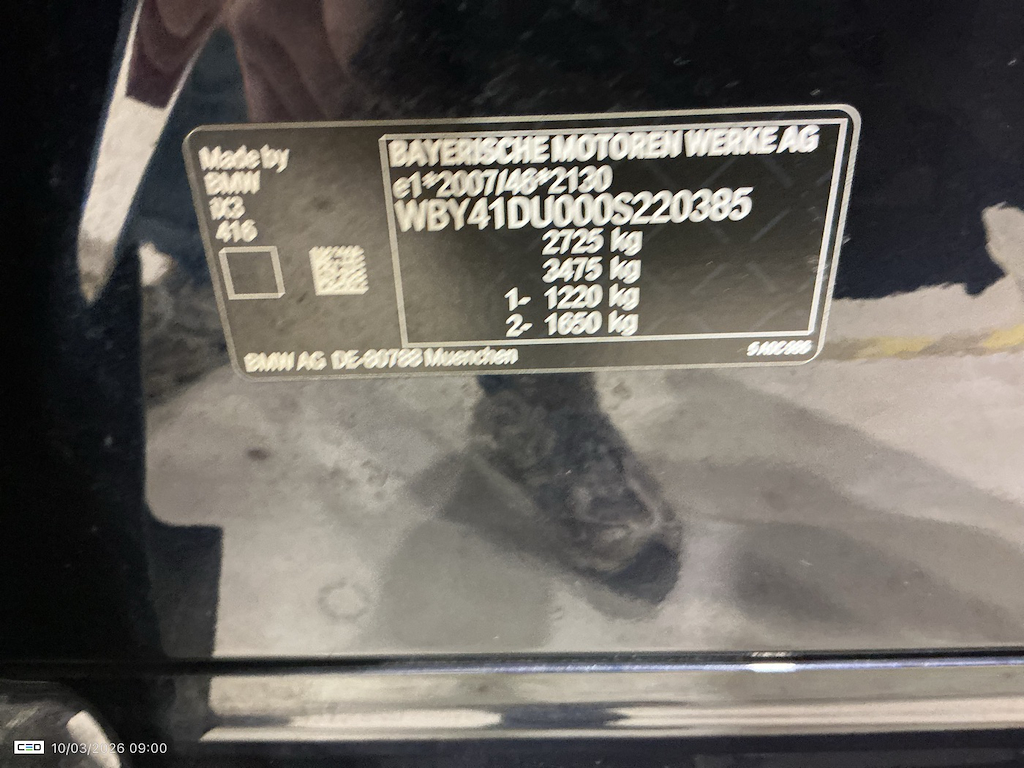 Made by
BMW
iX3
416
BAYERISCHE MOTOREN WERKE AG
e1*2007/46*2130
WBY41DU000S220385
2725 kg
3475 kg
1- 1220 kg
2- 1650 kg
BMW AG DE-80788 Muenchen
CEO 10/03/2026 09:00